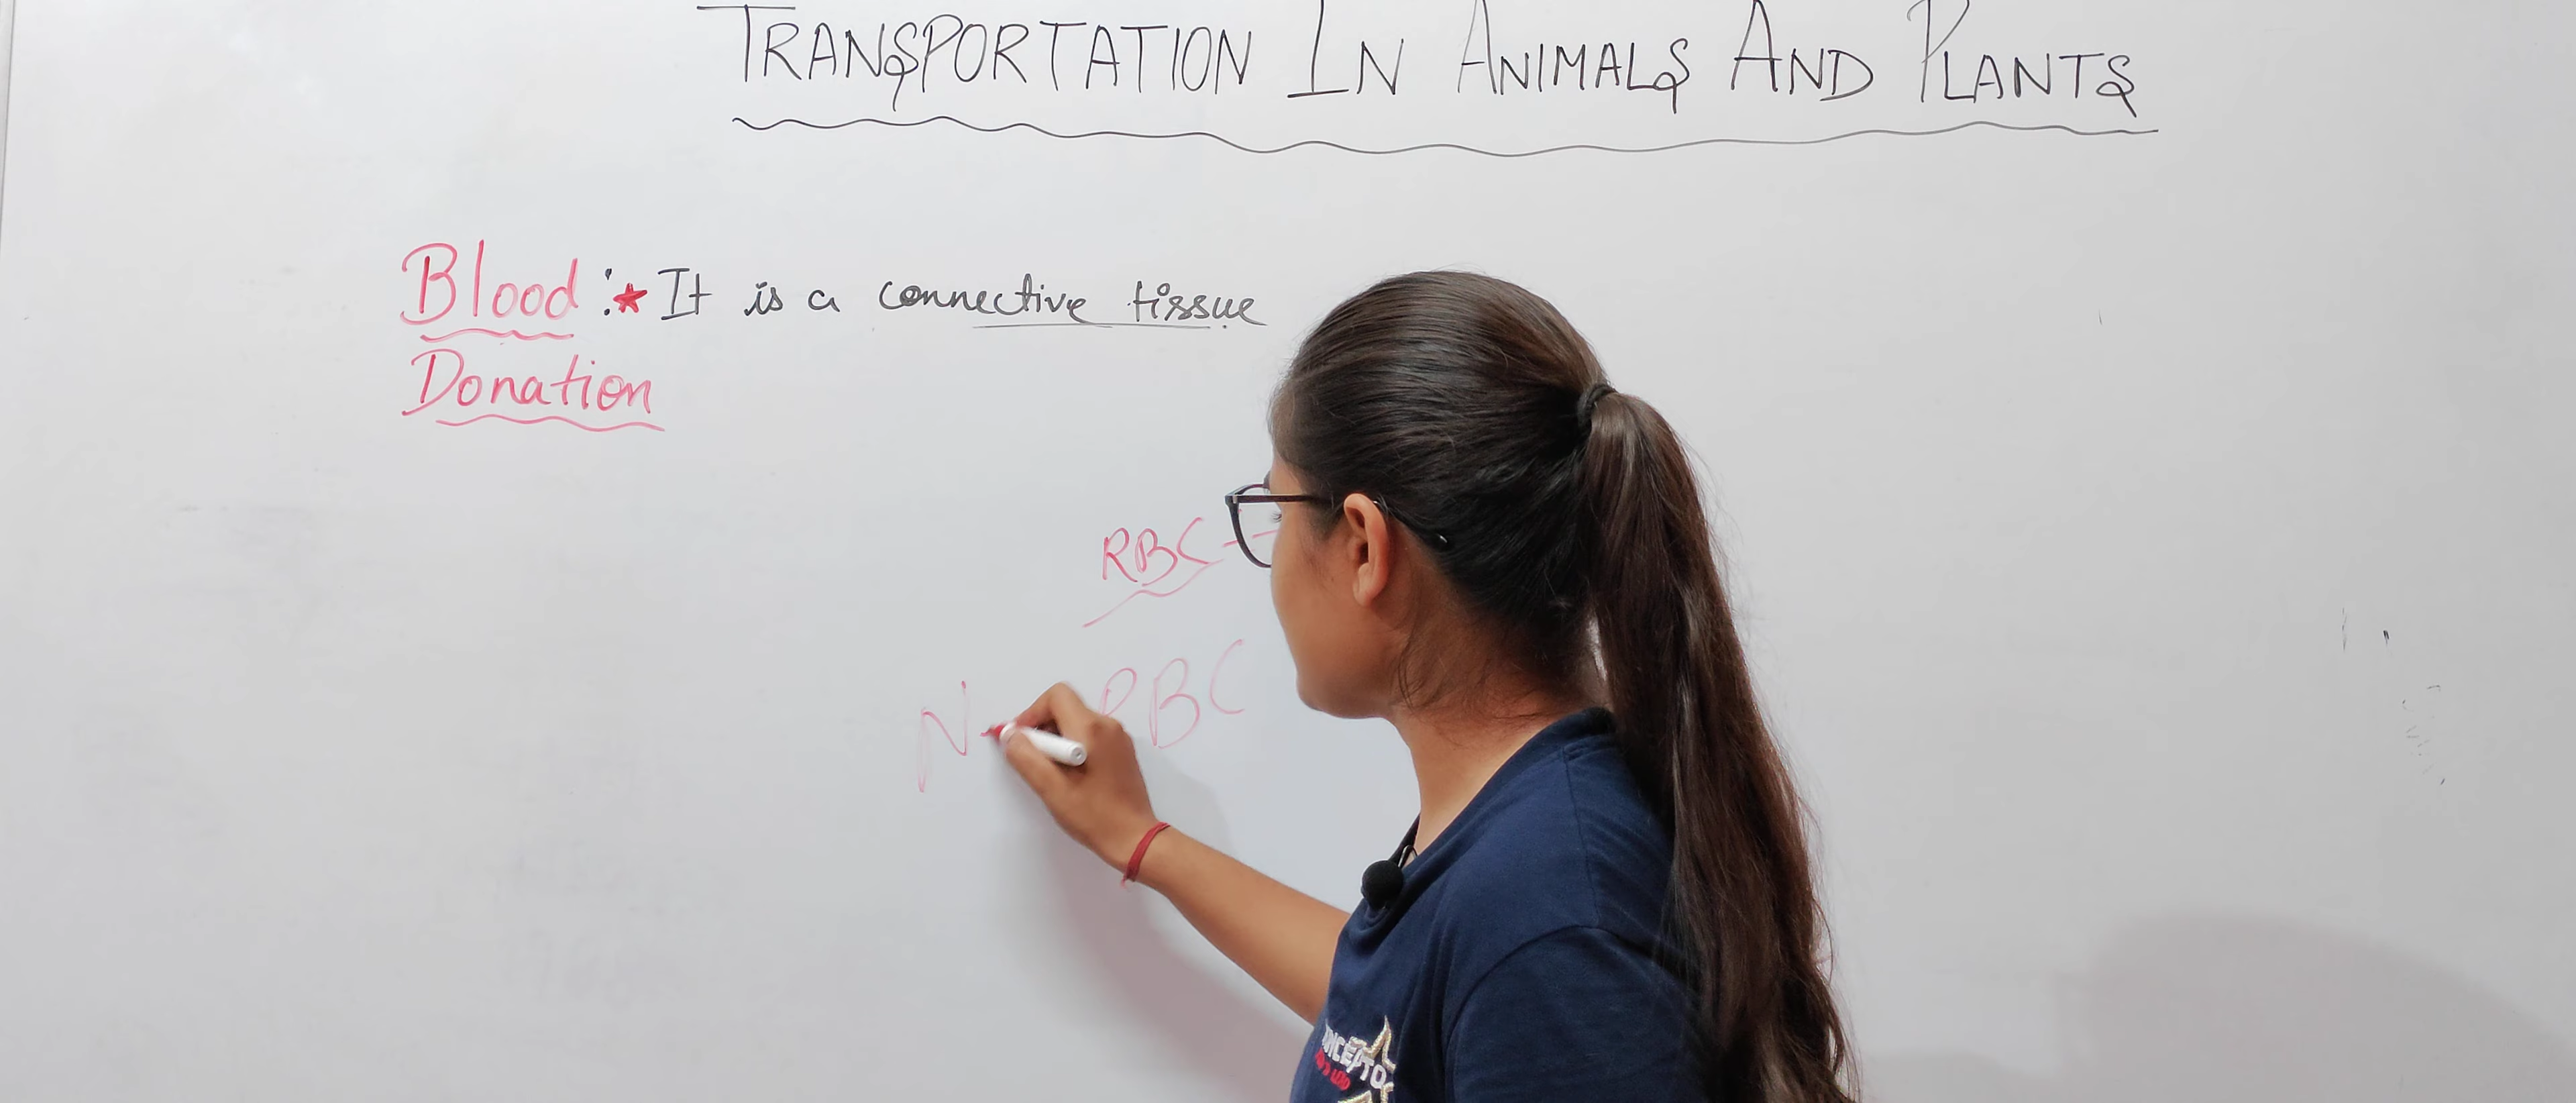 TRANSPORTATION IN ANIMALS AND PLANTS
Blood :★ It is a connective tissue
Donation
RBC -
N RBC